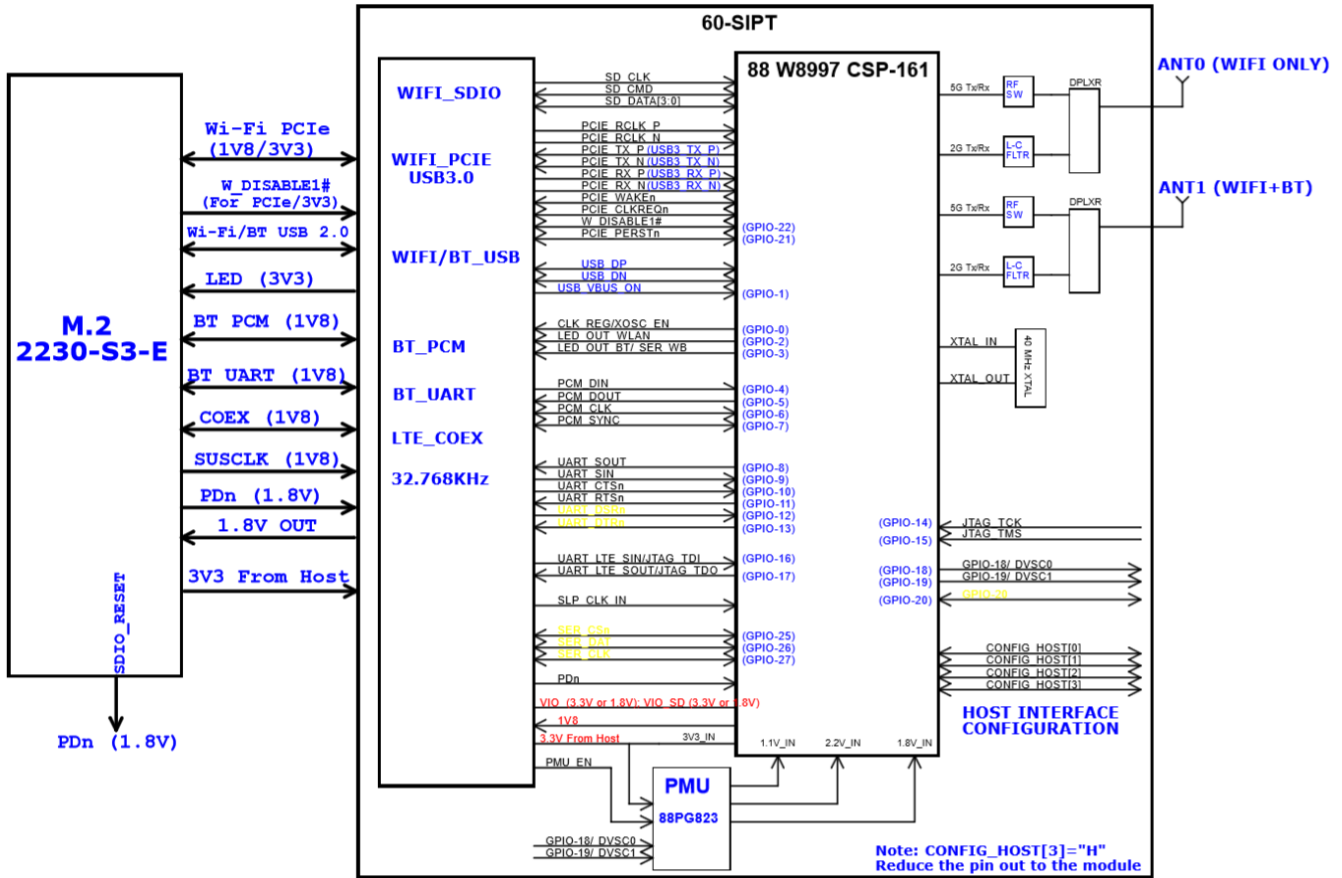 60-SIPT
M.2
2230-S3-E
SDIO_RESET
PDn (1.8V)
Wi-Fi PCIe
(1V8/3V3)
W_DISABLE1#
(For PCIe/3V3)
Wi-Fi/BT USB 2.0
LED (3V3)
BT PCM (1V8)
BT UART (1V8)
COEX (1V8)
SUSCLK (1V8)
PDn (1.8V)
1.8V OUT
3V3 From Host
WIFI_SDIO
WIFI_PCIE
USB3.0
WIFI/BT_USB
BT_PCM
BT_UART
LTE_COEX
32.768KHz
SD_CLK
SD_CMD
SD_DATA[3:0]
PCIE_RCLK_P
PCIE_RCLK_N
PCIE_TX_P(USB3_TX_P)
PCIE_TX_N(USB3_TX_N)
PCIE_RX_P(USB3_RX_P)
PCIE_RX_N(USB3_RX_N)
PCIE_WAKEn
PCIE_CLKREQn
W_DISABLE1#
PCIE_PERSTn
USB_DP
USB_DN
USB_VBUS_ON
CLK_REG/XOSC_EN
LED_OUT_WLAN
LED_OUT_BT/ SER_WB
PCM_DIN
PCM_DOUT
PCM_CLK
PCM_SYNC
UART_SOUT
UART_SIN
UART_CTSn
UART_RTSn
UART_DSRn
UART_DTRn
UART_LTE_SIN/JTAG_TDI
UART_LTE_SOUT/JTAG_TDO
SLP_CLK_IN
SER_CSn
SER_DAT
SER_CLK
PDn
VIO (3.3V or 1.8V); VIO_SD (3.3V or 1.8V)
1V8
3.3V From Host
3V3_IN
PMU_EN
GPIO-18/ DVSC0
GPIO-19/ DVSC1
PMU
88PG823
88 W8997 CSP-161
(GPIO-22)
(GPIO-21)
(GPIO-1)
(GPIO-0)
(GPIO-2)
(GPIO-3)
(GPIO-4)
(GPIO-5)
(GPIO-6)
(GPIO-7)
(GPIO-8)
(GPIO-9)
(GPIO-10)
(GPIO-11)
(GPIO-12)
(GPIO-13)
(GPIO-16)
(GPIO-17)
(GPIO-25)
(GPIO-26)
(GPIO-27)
1.1V_IN
2.2V_IN
1.8V_IN
(GPIO-14)
(GPIO-15)
(GPIO-18)
(GPIO-19)
(GPIO-20)
5G Tx/Rx
RF
SW
DPLXR
2G Tx/Rx
L-C
FLTR
ANT0 (WIFI ONLY)
5G Tx/Rx
RF
SW
DPLXR
2G Tx/Rx
L-C
FLTR
ANT1 (WIFI+BT)
XTAL_IN
XTAL_OUT
40 MHz XTAL
JTAG_TCK
JTAG_TMS
GPIO-18/ DVSC0
GPIO-19/ DVSC1
GPIO-20
CONFIG_HOST[0]
CONFIG_HOST[1]
CONFIG_HOST[2]
CONFIG_HOST[3]
HOST INTERFACE
CONFIGURATION
Note: CONFIG_HOST[3]="H"
Reduce the pin out to the module